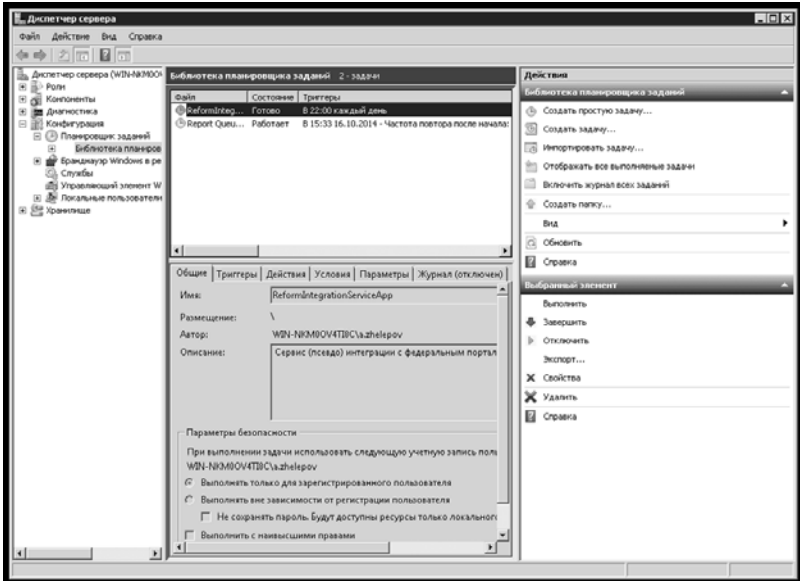 Диспетчер сервера
Файл Действие Вид Справка
Диспетчер сервера (WIN-NKM0OV
Роли
Компоненты
Диагностика
Конфигурация
Планировщик заданий
Библиотека планиров
Брандмауэр Windows в ре
Службы
Управляющий элемент W
Локальные пользователи
Хранилище
Библиотека планировщика заданий 2 - задачи
Файл Состояние Триггеры
ReformInteg... Готово В 22:00 каждый день
Report Queu... Работает В 15:33 16.10.2014 - Частота повтора после начала:
Общие Триггеры Действия Условия Параметры Журнал (отключен)
Имя: ReformIntegrationServiceApp
Размещение: \
Автор: WIN-NKM0OV4TI8C\a.zhelepov
Описание: Сервис (псевдо) интеграции с федеральным портал
Параметры безопасности
При выполнении задачи использовать следующую учетную запись поль
WIN-NKM0OV4TI8C\a.zhelepov
Выполнять только для зарегистрированного пользователя
Выполнять вне зависимости от регистрации пользователя
Не сохранять пароль. Будут доступны ресурсы только локального
Выполнить с наивысшими правами
Действия
Библиотека планировщика заданий
Создать простую задачу...
Создать задачу...
Импортировать задачу...
Отображать все выполняемые задачи
Включить журнал всех заданий
Создать папку...
Вид
Обновить
Справка
Выбранный элемент
Выполнить
Завершить
Отключить
Экспорт...
Свойства
Удалить
Справка